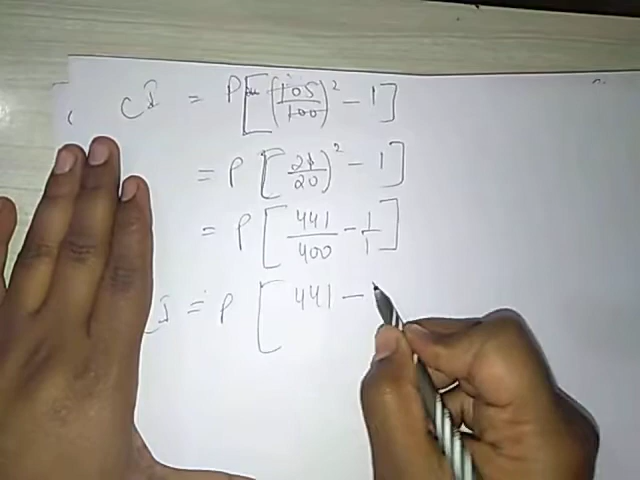 CI = P[(105/100)² - 1]
= P[(21/20)² - 1]
= P[441/400 - 1/1]
CI = P[441 -